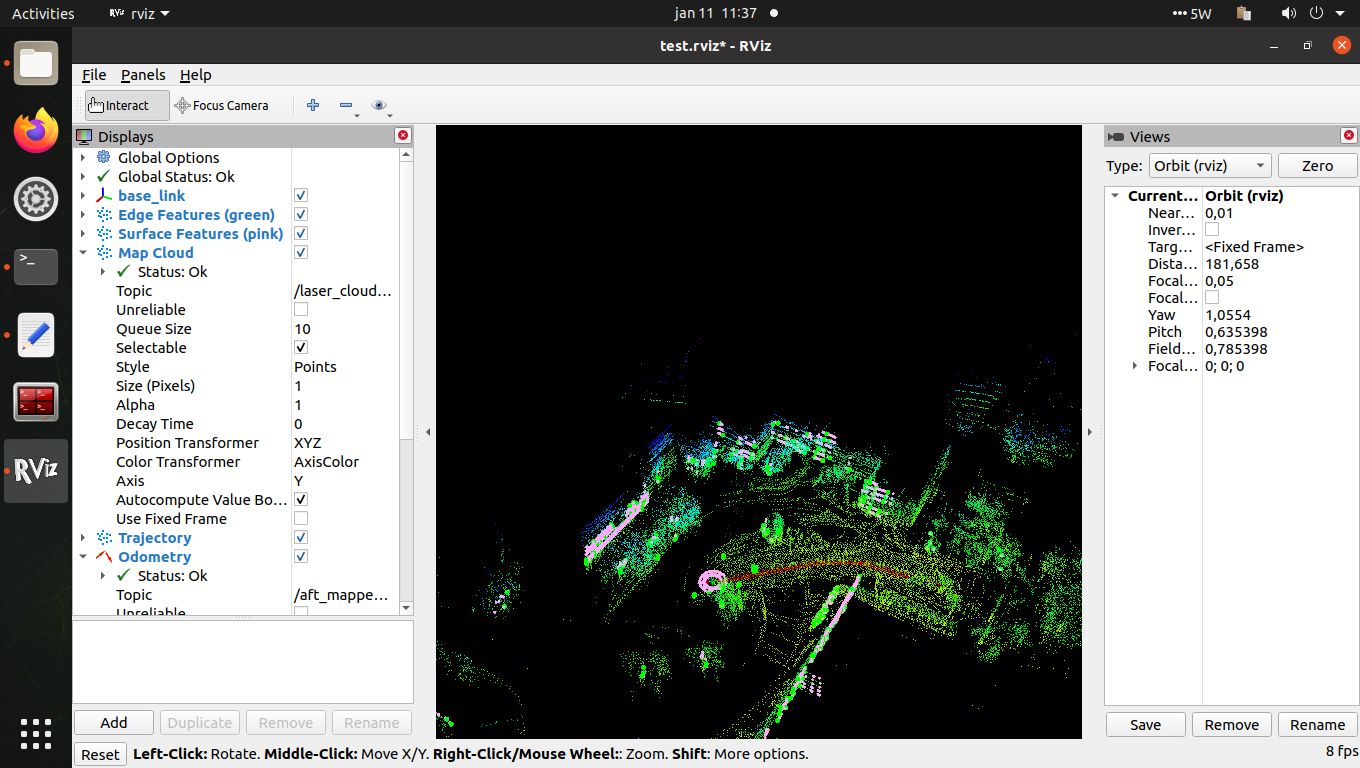 Activities RViz rviz jan 11 11:37 5W
test.rviz* - RViz
File Panels Help
Interact Focus Camera
Displays
Global Options
Global Status: Ok
base_link
Edge Features (green)
Surface Features (pink)
Map Cloud
Status: Ok
Topic /laser_cloud...
Unreliable
Queue Size 10
Selectable
Style Points
Size (Pixels) 1
Alpha 1
Decay Time 0
Position Transformer XYZ
Color Transformer AxisColor
Axis Y
Autocompute Value Bo...
Use Fixed Frame
Trajectory
Odometry
Status: Ok
Topic /aft_mappe...
Unreliable
Add Duplicate Remove Rename
Reset Left-Click: Rotate. Middle-Click: Move X/Y. Right-Click/Mouse Wheel:: Zoom. Shift: More options.
Views
Type: Orbit (rviz) Zero
Current... Orbit (rviz)
Near... 0,01
Inver...
Targ... <Fixed Frame>
Dista... 181,658
Focal... 0,05
Focal...
Yaw 1,0554
Pitch 0,635398
Field... 0,785398
Focal... 0; 0; 0
Save Remove Rename
8 fps
RViz